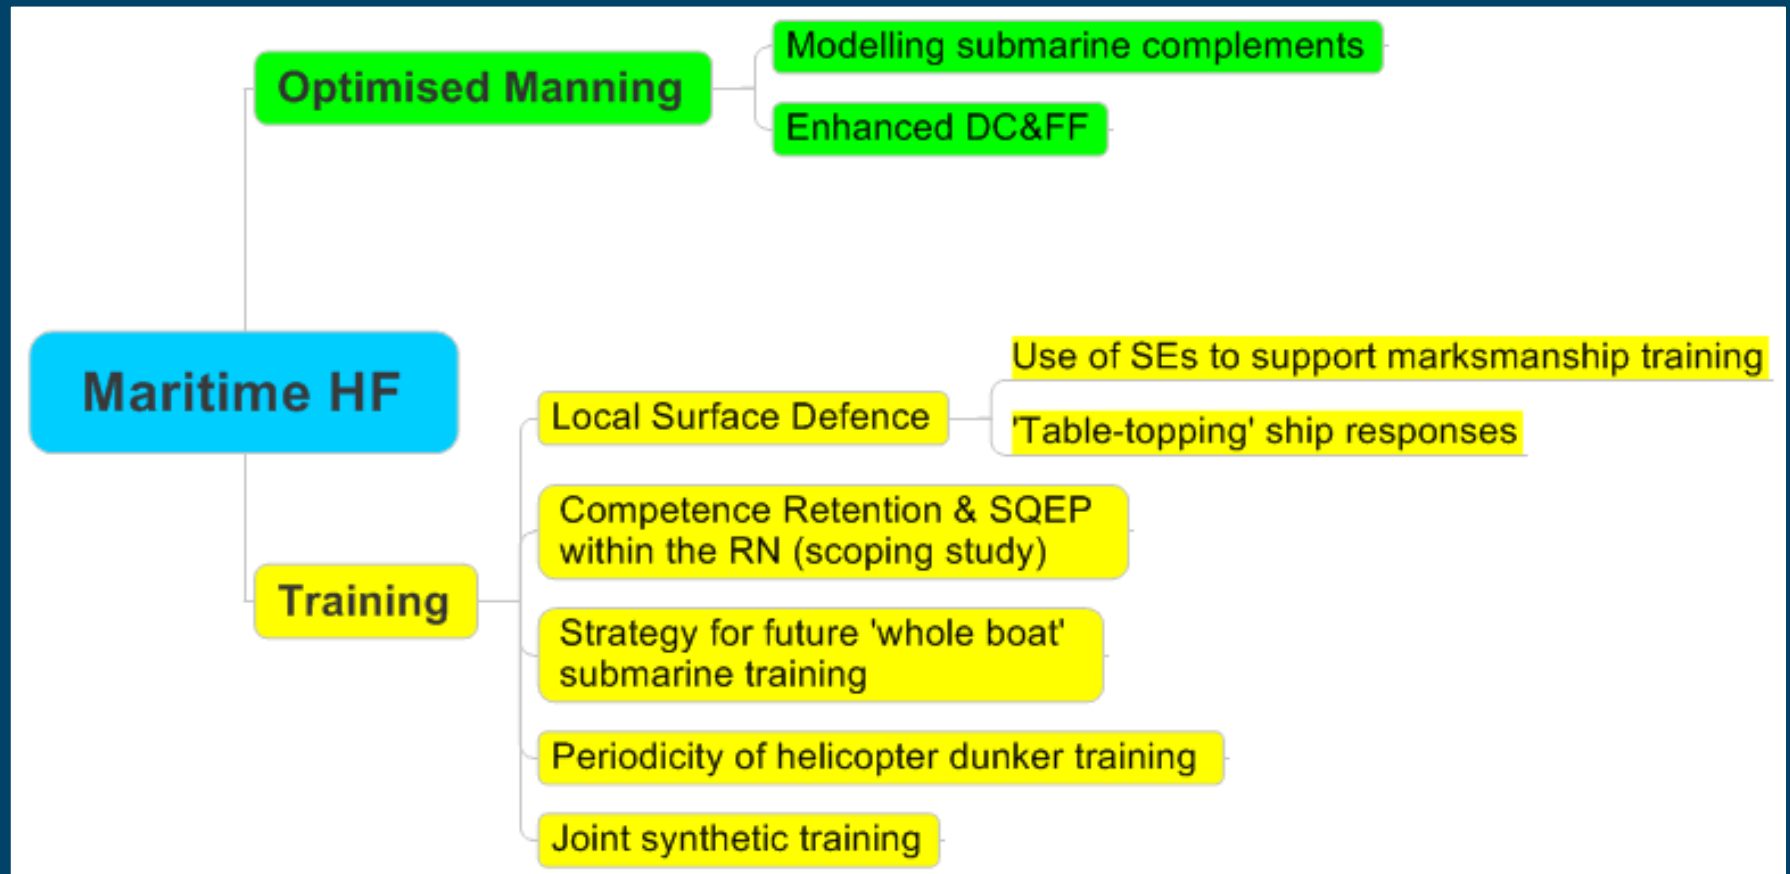 Optimised Manning
Modelling submarine complements
Enhanced DC&FF
Maritime HF
Training
Local Surface Defence
Use of SEs to support marksmanship training
'Table-topping' ship responses
Competence Retention & SQEP
within the RN (scoping study)
Strategy for future 'whole boat'
submarine training
Periodicity of helicopter dunker training
Joint synthetic training